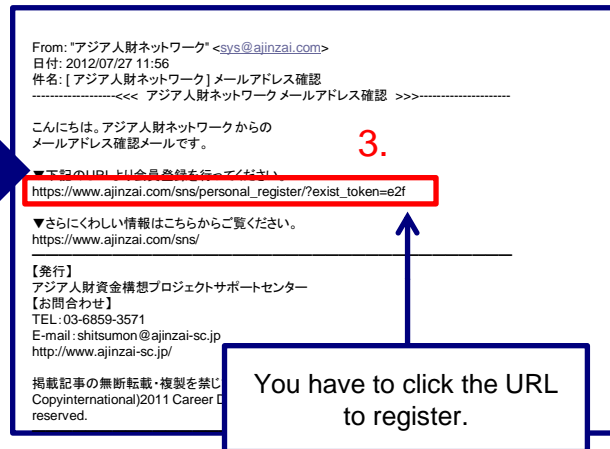 From: "アジア人財ネットワーク" <sys@ajinzai.com>
日付: 2012/07/27 11:56
件名: [ アジア人財ネットワーク ] メールアドレス確認
--------------------<<< アジア人財ネットワーク メールアドレス確認 >>>---------------------
こんにちは。アジア人財ネットワーク からの
メールアドレス確認メールです。
3.
▼下記のURLより会員登録を行ってください。
https://www.ajinzai.com/sns/personal_register/?exist_token=e2f
▼さらにくわしい情報はこちらからご覧ください。
https://www.ajinzai.com/sns/
【発行】
アジア人財資金構想プロジェクトサポートセンター
【お問合わせ】
TEL:03-6859-3571
E-mail:shitsumon@ajinzai-sc.jp
http://www.ajinzai-sc.jp/
掲載記事の無断転載・複製を禁じ
Copyinternational)2011 Career
reserved.
You have to click the URL
to register.